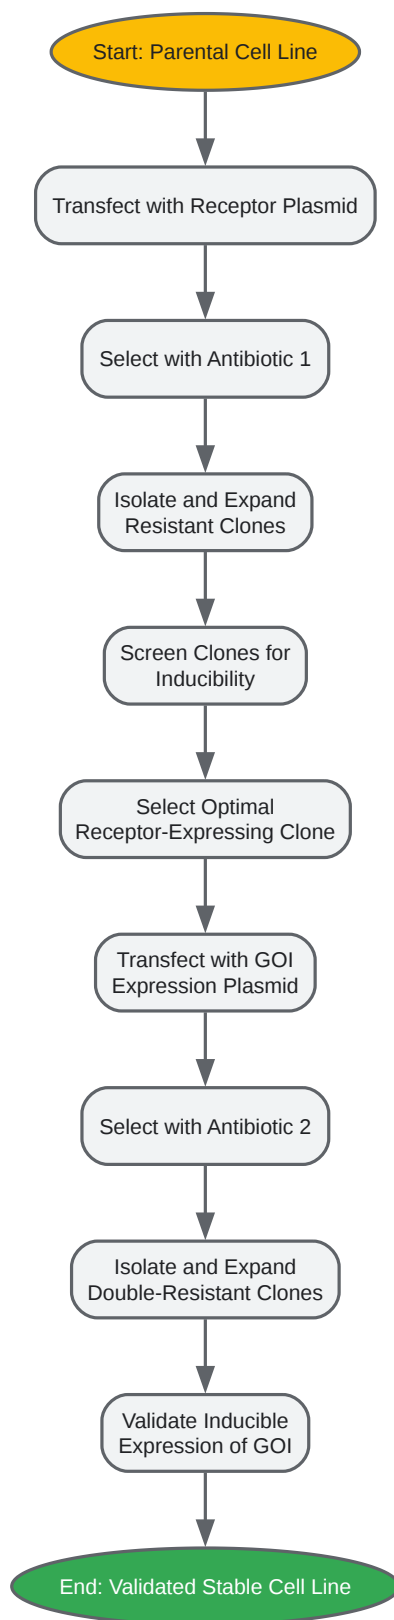 Start: Parental Cell Line
Transfect with Receptor Plasmid
Select with Antibiotic 1
Isolate and Expand
Resistant Clones
Screen Clones for
Inducibility
Select Optimal
Receptor-Expressing Clone
Transfect with GOI
Expression Plasmid
Select with Antibiotic 2
Isolate and Expand
Double-Resistant Clones
Validate Inducible
Expression of GOI
End: Validated Stable Cell Line